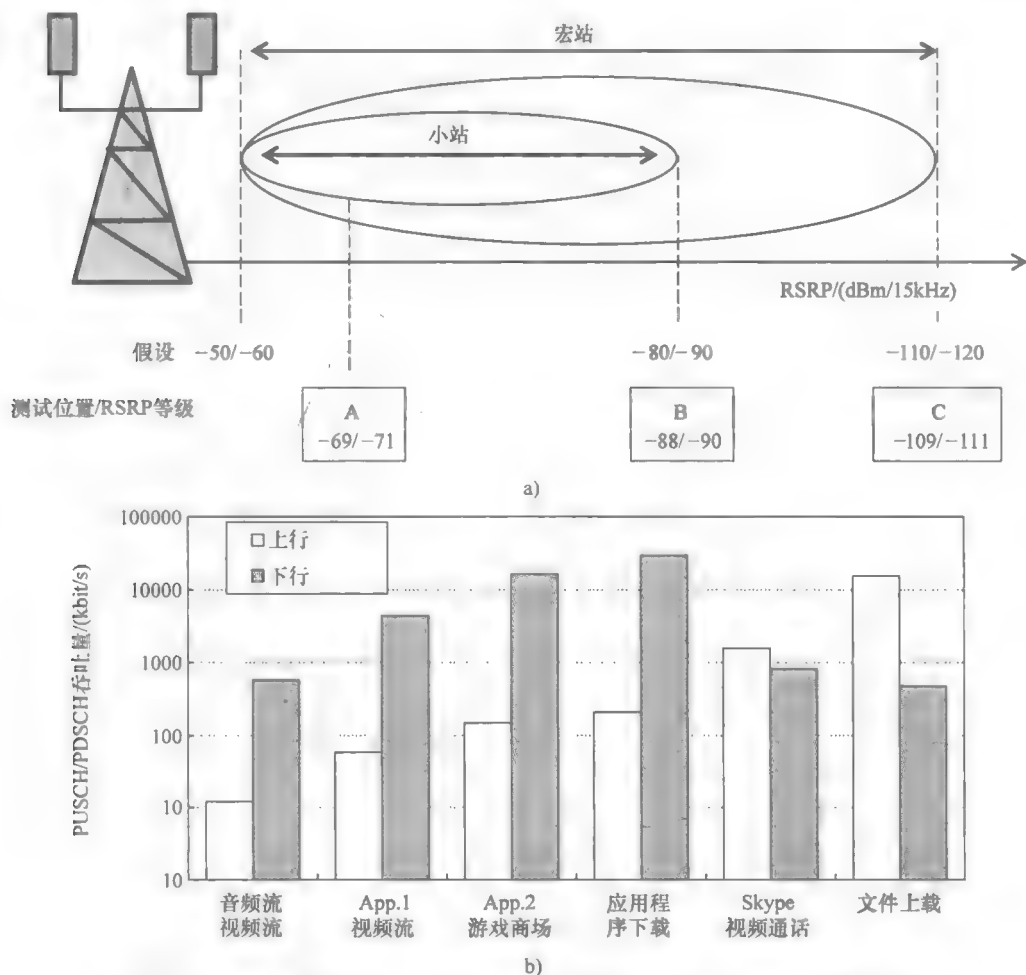 宏站
小站
RSRP/(dBm/15kHz)
假设 -50/-60 -80/-90 -110/-120
测试位置/RSRP等级
A
-69/-71
B
-88/-90
C
-109/-111
a)
PUSCH/PDSCH吞吐量/(kbit/s)
100000
10000
1000
100
10
10
上行
下行
音频流
视频流
App.1
视频流
App.2
游戏商场
应用程
序下载
Skype
视频通话
文件上载
b)